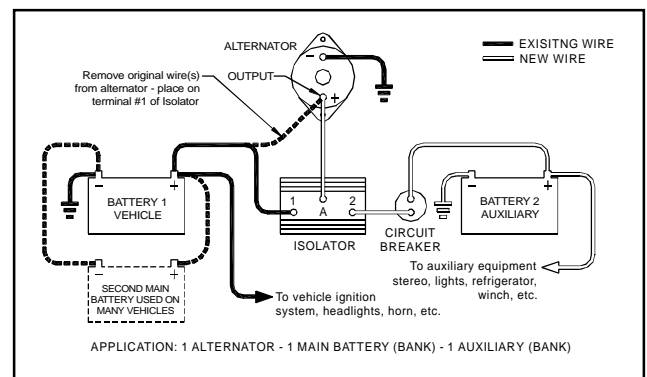 ALTERNATOR
EXISITNG WIRE
NEW WIRE
-
Remove original wire(s)
from alternator - place on
terminal #1 of Isolator
OUTPUT
+
- +
BATTERY 1
VEHICLE
1 A 2
ISOLATOR
CIRCUIT
BREAKER
- +
BATTERY 2
AUXILIARY
- +
SECOND MAIN
BATTERY USED ON
MANY VEHICLES
To auxiliary equipment
stereo, lights, refrigerator,
winch, etc.
To vehicle ignition
system, headlights, horn, etc.
APPLICATION: 1 ALTERNATOR - 1 MAIN BATTERY (BANK) - 1 AUXILIARY (BANK)